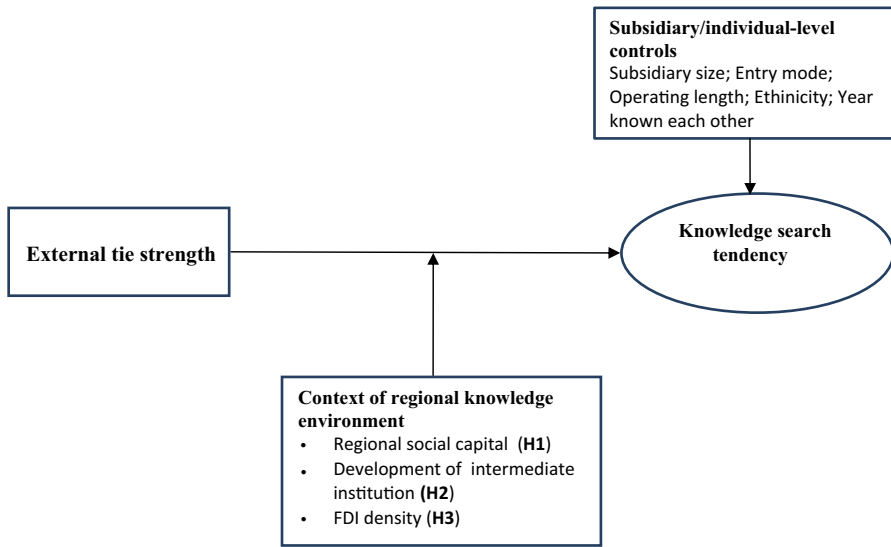 Subsidiary/individual-level
controls
Subsidiary size; Entry mode;
Operating length; Ethinicity; Year
known each other
External tie strength
Knowledge search
tendency
Context of regional knowledge
environment
• Regional social capital (H1)
• Development of intermediate
institution (H2)
• FDI density (H3)